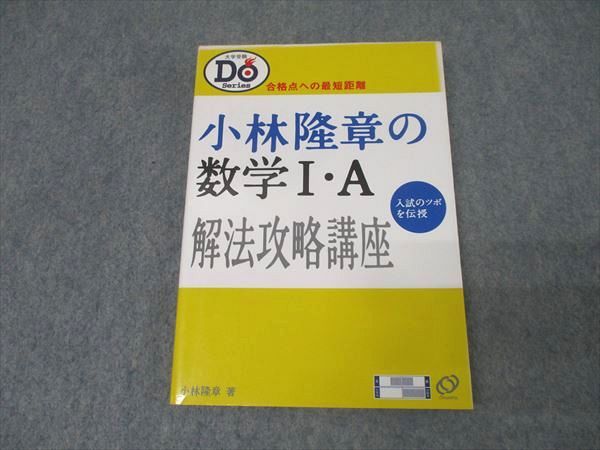 大学受験
Do
Series
合格点への最短距離
小林隆章の
数学I・A
入試のツボ
を伝授
解法攻略講座
小林隆章 著